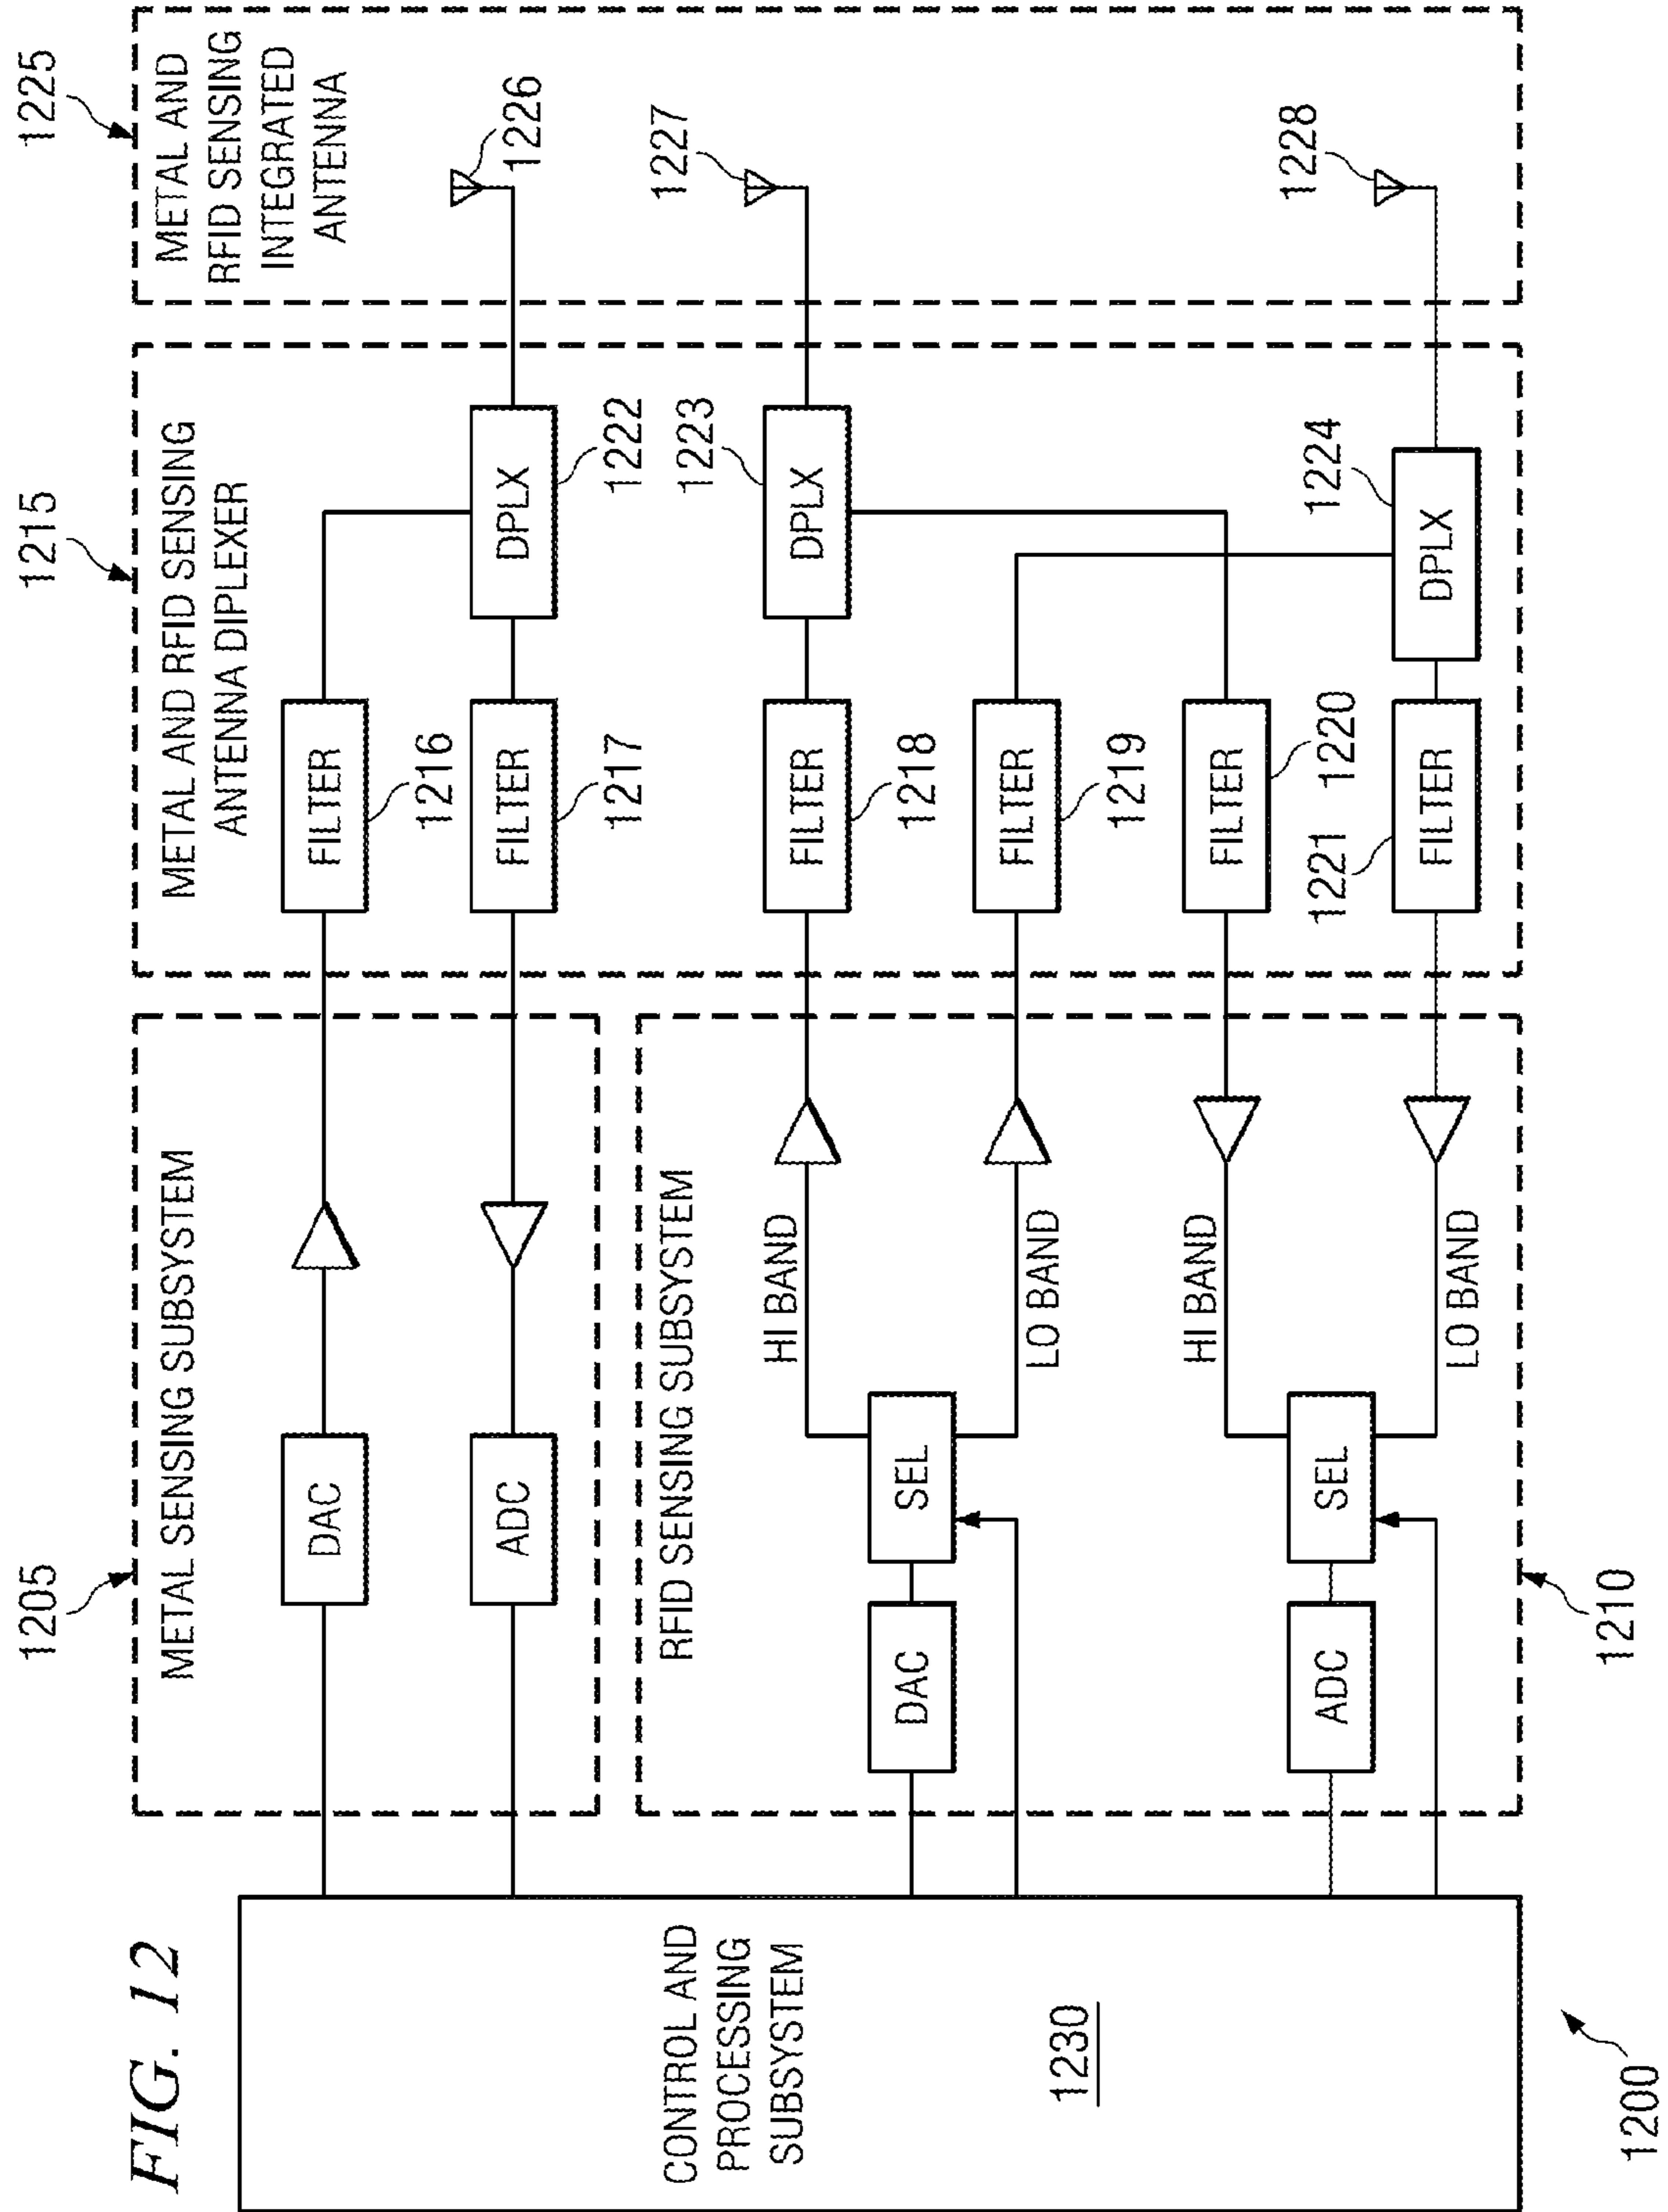 FIG. 12
1205
1215
1225
METAL SENSING SUBSYSTEM
METAL AND RFID SENSING
ANTENNA DIPLEXER
METAL AND
RFID SENSING
INTEGRATED
ANTENNA
DAC
FILTER
1216
ADC
FILTER
1217
DPLX
1222
1226
RFID SENSING SUBSYSTEM
CONTROL AND
PROCESSING
SUBSYSTEM
1230
HI BAND
FILTER
1218
DPLX
1223
1227
DAC
SEL
LO BAND
FILTER
1219
HI BAND
FILTER
1220
ADC
SEL
1221
FILTER
LO BAND
1224
DPLX
1228
1210
1200